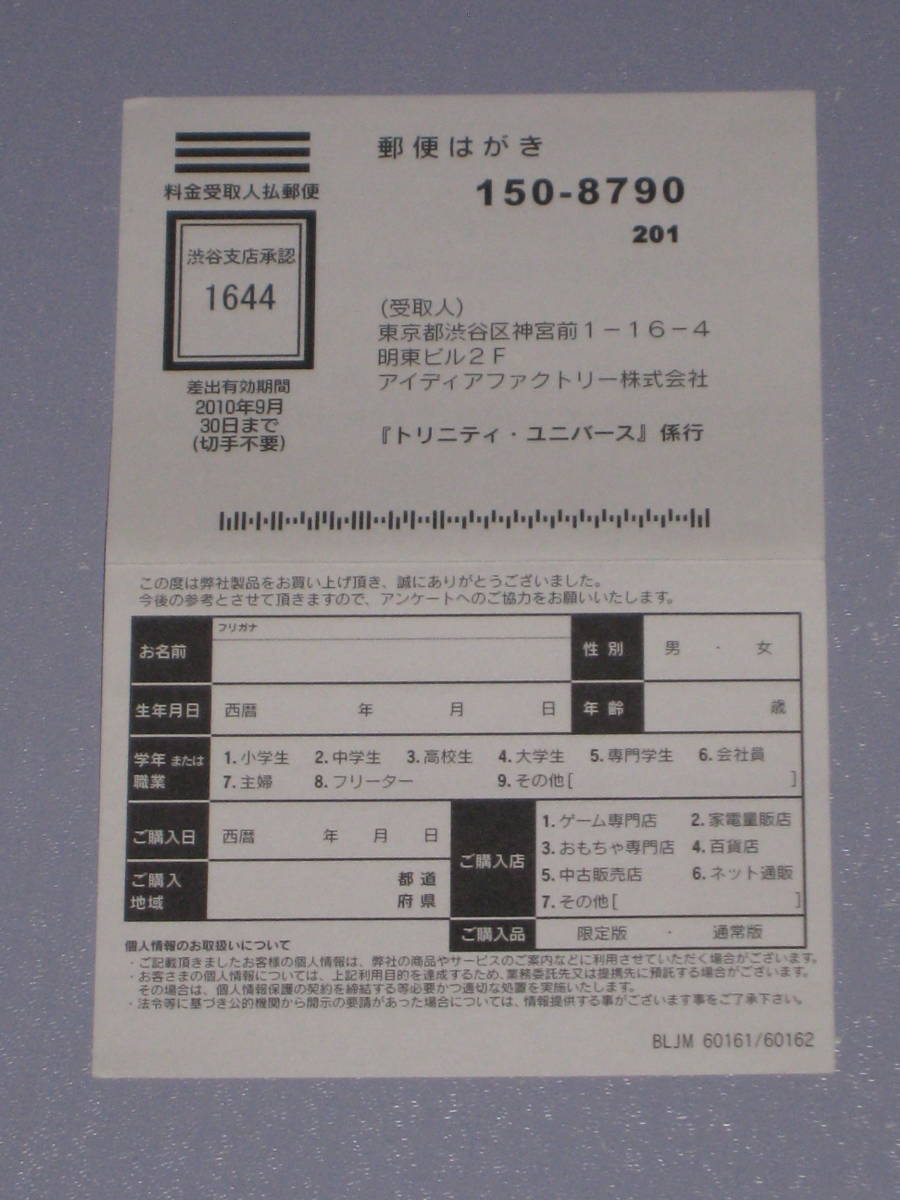 郵便はがき
150-8790
201
料金受取人払郵便
渋谷支店承認
1644
差出有効期間
2010年9月
30日まで
(切手不要)
(受取人)
東京都渋谷区神宮前1-16-4
明東ビル2F
アイディアファクトリー株式会社
『トリニティ・ユニバース』係行
この度は弊社製品をお買い上げ頂き、誠にありがとうございました。
今後の参考とさせて頂きますので、アンケートへのご協力をお願いいたします。
お名前 フリガナ 性別 男 ・ 女
生年月日 西暦 年 月 日 年齢 歳
学年または職業 1.小学生 2.中学生 3.高校生 4.大学生 5.専門学生 6.会社員
7.主婦 8.フリーター 9.その他[ ]
ご購入日 西暦 年 月 日
ご購入地域 都道
府県
ご購入店 1.ゲーム専門店 2.家電量販店
3.おもちゃ専門店 4.百貨店
5.中古販売店 6.ネット通販
7.その他[ ]
ご購入品 限定版 ・ 通常版
個人情報のお取扱いについて
・ご記載頂きましたお客様の個人情報は、弊社の商品やサービスのご案内などに利用させていただく場合がございます。
・お客さまの個人情報については、上記利用目的を達成するため、業務委託先又は提携先に預託する場合がございます。
その場合は、個人情報保護の契約を締結する等必要かつ適切な処置を実施いたします。
・法令等に基づき公的機関から開示の要請があった場合については、情報提供する事がございます事をご了承下さい。
BLJM 60161/60162